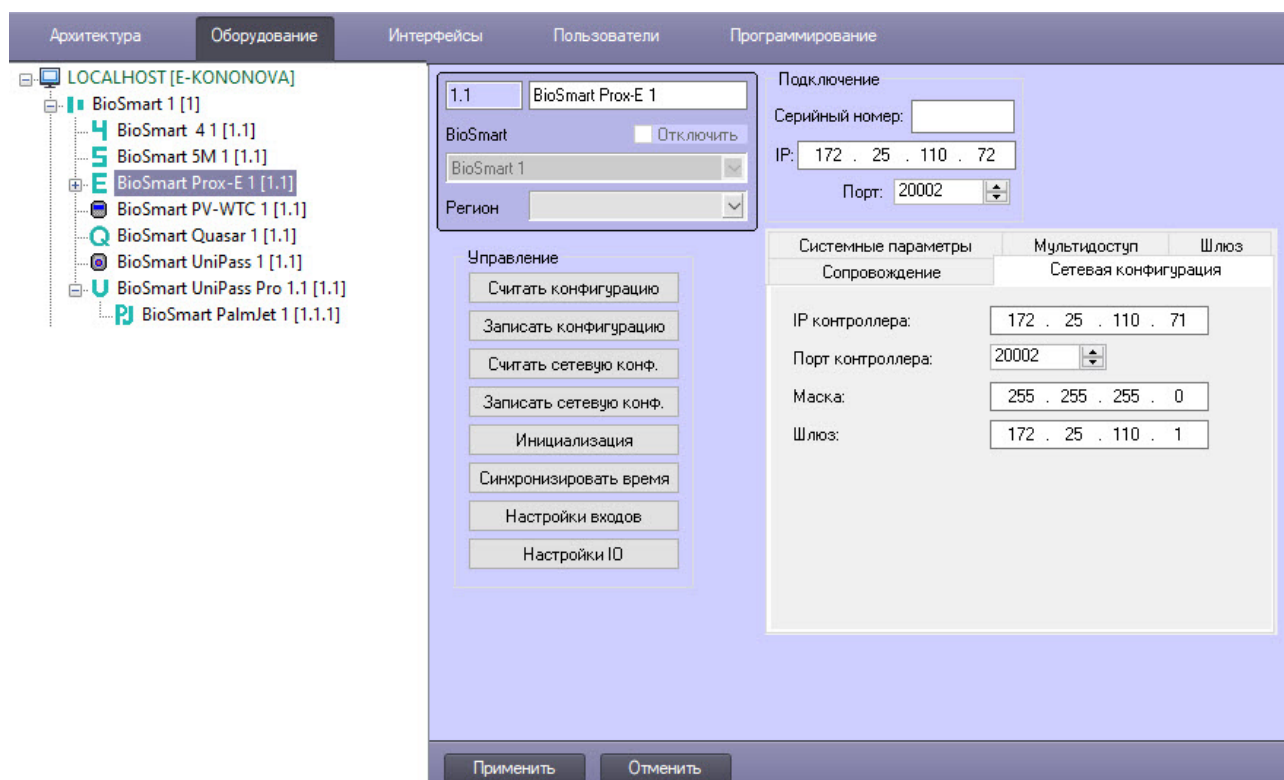 Архитектура Оборудование Интерфейсы Пользователи Программирование
LOCALHOST [E-KONONOVA]
BioSmart 1 [1]
BioSmart 4 1 [1.1]
BioSmart 5M 1 [1.1]
BioSmart Prox-E 1 [1.1]
BioSmart PV-WTC 1 [1.1]
BioSmart Quasar 1 [1.1]
BioSmart UniPass 1 [1.1]
BioSmart UniPass Pro 1.1 [1.1]
BioSmart PalmJet 1 [1.1.1]
1.1 BioSmart Prox-E 1
BioSmart Отключить
BioSmart 1
Регион
Управление
Считать конфигурацию
Записать конфигурацию
Считать сетевую конф.
Записать сетевую конф.
Инициализация
Синхронизировать время
Настройки входов
Настройки IO
Подключение
Серийный номер:
IP: 172 . 25 . 110 . 72
Порт: 20002
Системные параметры Мультидоступ Шлюз
Сопровождение Сетевая конфигурация
IP контроллера: 172 . 25 . 110 . 71
Порт контроллера: 20002
Маска: 255 . 255 . 255 . 0
Шлюз: 172 . 25 . 110 . 1
Применить Отменить